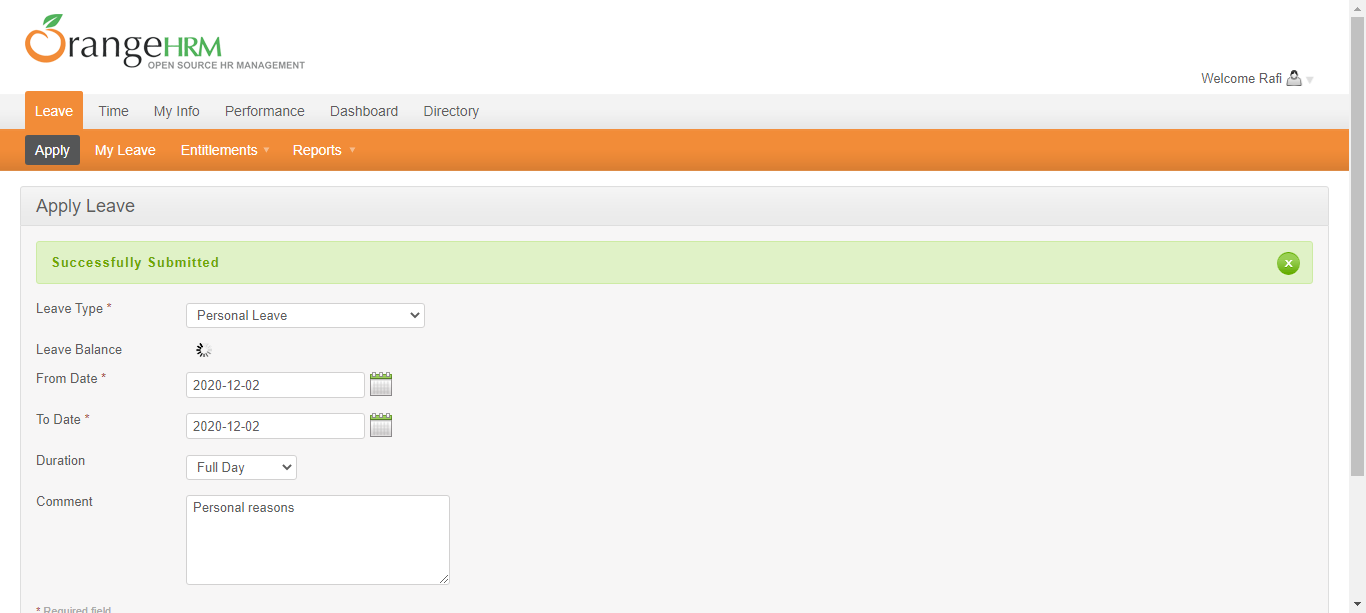 OrangeHRM
OPEN SOURCE HR MANAGEMENT
Welcome Rafi
Leave Time My Info Performance Dashboard Directory
Apply My Leave Entitlements Reports
Apply Leave
Successfully Submitted x
Leave Type * Personal Leave
Leave Balance
From Date * 2020-12-02
To Date * 2020-12-02
Duration Full Day
Comment Personal reasons
* Required field